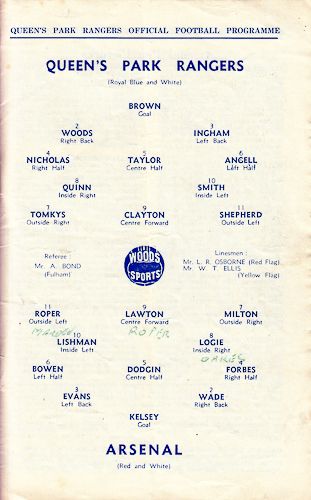 QUEEN'S PARK RANGERS OFFICIAL FOOTBALL PROGRAMME
QUEEN'S PARK RANGERS
(Royal Blue and White)
BROWN
Goal
2 3
WOODS INGHAM
Right Back Left Back
4 5 6
NICHOLAS TAYLOR ANGELL
Right Half Centre Half Left Half
8 10
QUINN SMITH
Inside Right Inside Left
7 9 11
TOMKYS CLAYTON SHEPHERD
Outside Right Centre Forward Outside Left
Referee
Mr. A. BOND
(Fulham)
WOODS
SPORTS
Linesmen :
Mr. L. R. OSBORNE (Red Flag)
Mr. W. T. ELLIS
(Yellow Flag)
11 9 7
ROPER LAWTON MILTON
Outside Left Centre Forward Outside Right
ROPER
10 8
LISHMAN LOGIE
Inside Left Inside Right
6 5 4
BOWEN DODGIN FORBES
Left Half Centre Half Right Half
3 2
EVANS WADE
Left Back Right Back
KELSEY
Goal
ARSENAL
(Red and White)